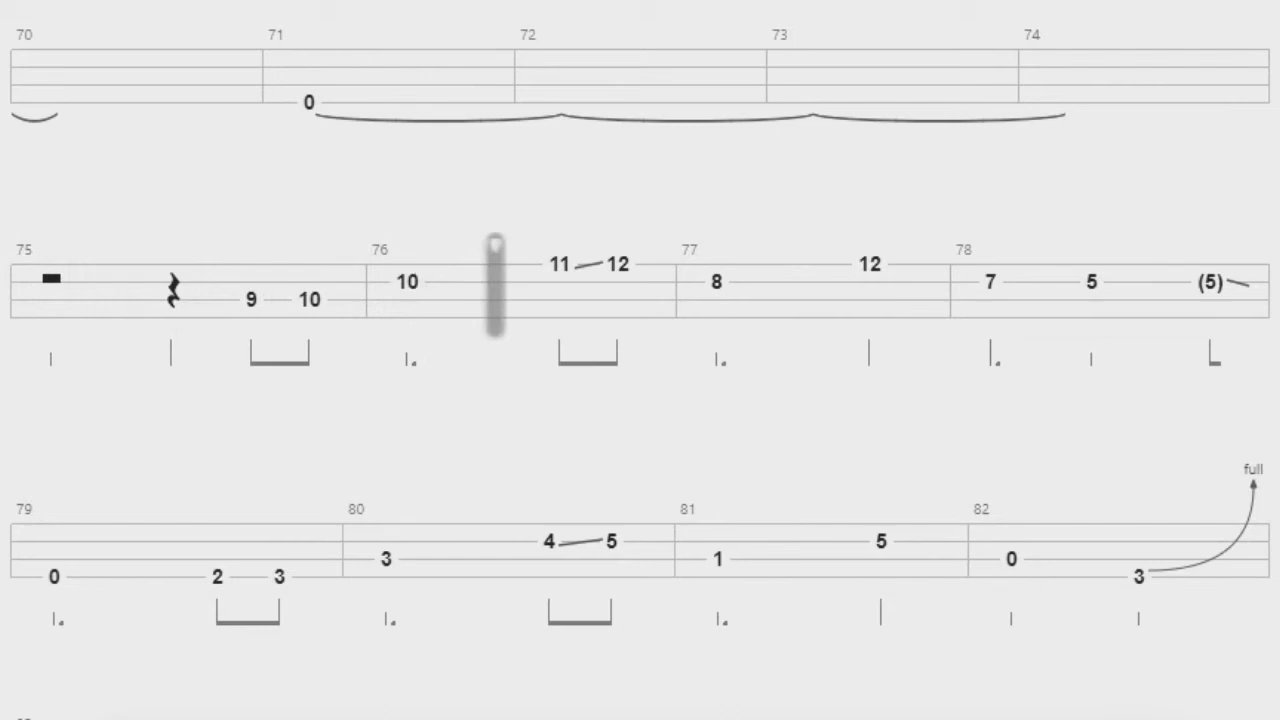 70 71 72 73 74
0
75 76 77 78
11 12 12
10 8 7 5 (5)
9 10
full
79 80 81 82
4 5 5
3 1 0
0 2 3 3